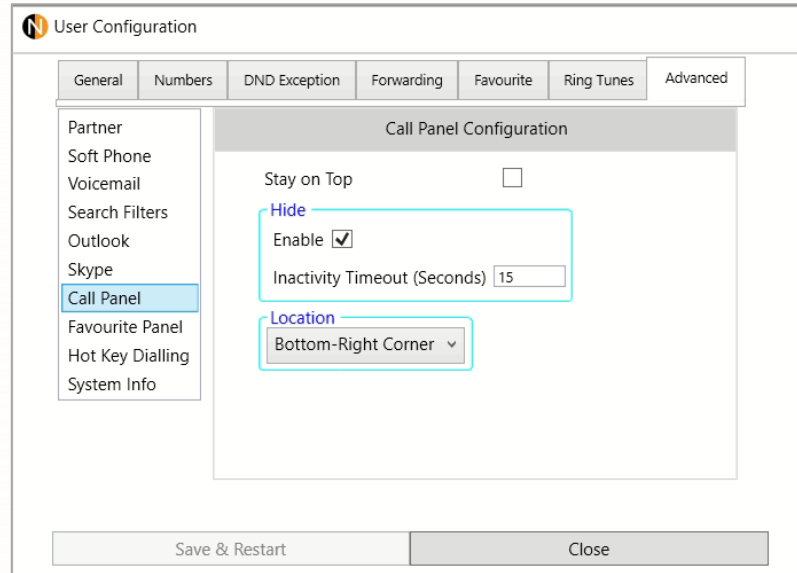 User Configuration
General Numbers DND Exception Forwarding Favourite Ring Tunes Advanced
Partner
Soft Phone
Voicemail
Search Filters
Outlook
Skype
Call Panel
Favourite Panel
Hot Key Dialling
System Info
Call Panel Configuration
Stay on Top
Hide
Enable
Inactivity Timeout (Seconds) 15
Location
Bottom-Right Corner
Save & Restart Close